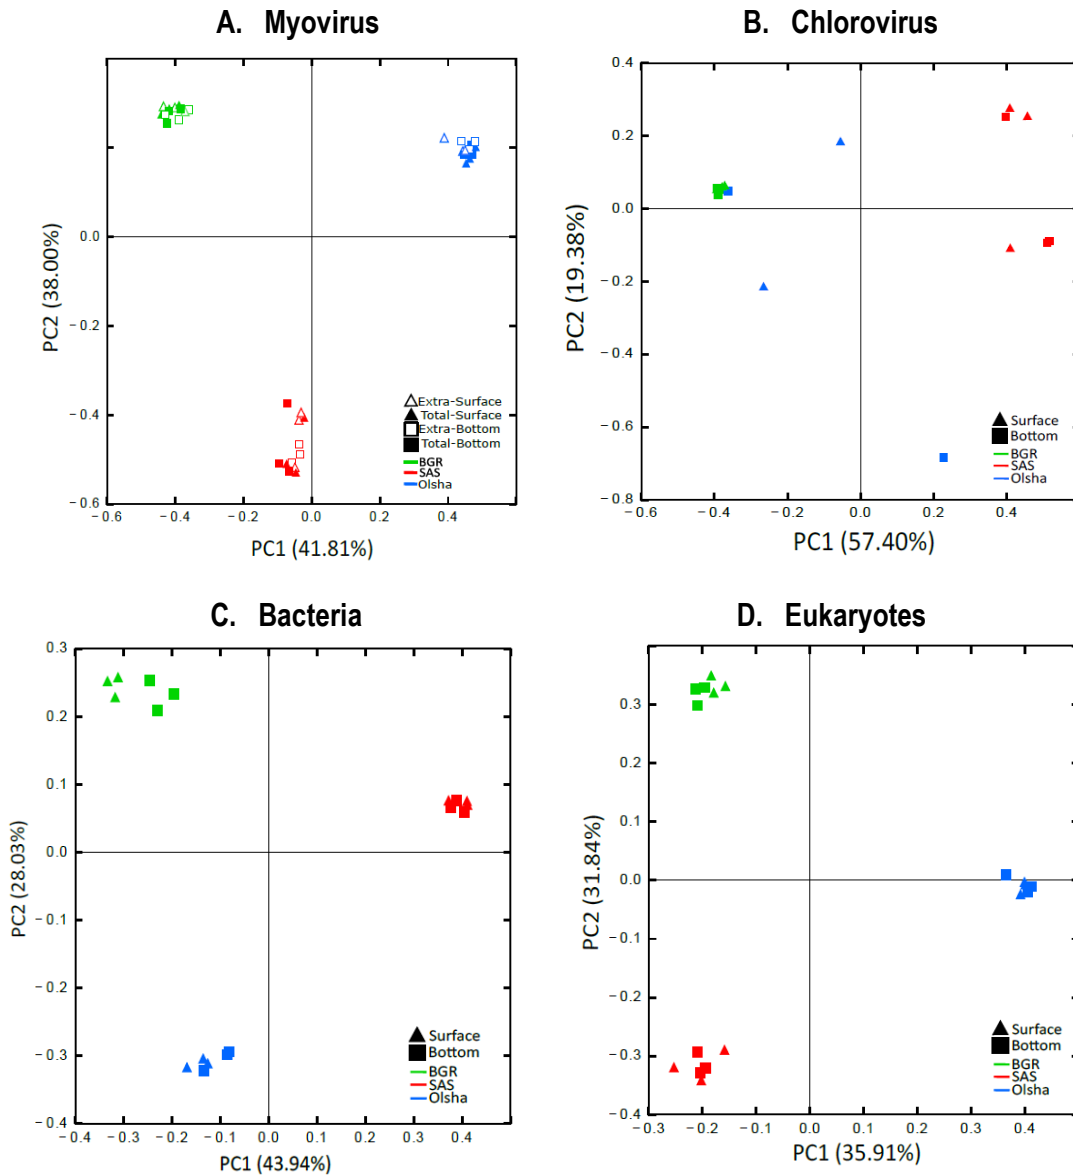 A. Myovirus
0.0
−0.2
−0.4
−0.6
PC2 (38.00%)
△Extra-Surface
▲Total-Surface
□Extra-Bottom
■Total-Bottom
BGR
SAS
Olsha
−0.6 −0.4 −0.2 0.0 0.2 0.4
PC1 (41.81%)
B. Chlorovirus
0.4
0.2
0.0
−0.2
−0.4
−0.6
−0.8
PC2 (19.38%)
▲Surface
■Bottom
BGR
SAS
Olsha
−0.6 −0.4 −0.2 0.0 0.2 0.4
PC1 (57.40%)
C. Bacteria
0.3
0.2
0.1
0.0
−0.1
−0.2
−0.3
−0.4
PC2 (28.03%)
▲Surface
■Bottom
BGR
SAS
Olsha
−0.4 −0.3 −0.2 −0.1 0.0 0.1 0.2 0.3 0.4
PC1 (43.94%)
D. Eukaryotes
0.3
0.2
0.1
0.0
−0.1
−0.2
−0.3
−0.4
PC2 (31.84%)
▲Surface
■Bottom
BGR
SAS
Olsha
−0.3 −0.2 −0.1 0.0 0.1 0.2 0.3 0.4
PC1 (35.91%)